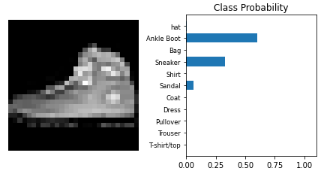 Class Probability
hat
Ankle Boot
Bag
Sneaker
Shirt
Sandal
Coat
Dress
Pullover
Trouser
T-shirt/top
0.00 0.25 0.50 0.75 1.00